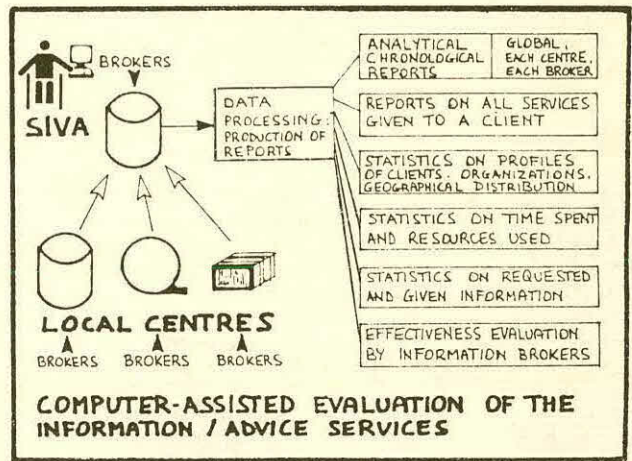 BROKERS
SIVA
DATA
PROCESSING:
PRODUCTION OF
REPORTS
ANALYTICAL
CHRONOLOGICAL
REPORTS
GLOBAL,
EACH CENTRE,
EACH BROKER
REPORTS ON ALL SERVICES
GIVEN TO A CLIENT
STATISTICS ON PROFILES
OF CLIENTS. ORGANIZATIONS.
GEOGRAPHICAL DISTRIBUTION
STATISTICS ON TIME SPENT
AND RESOURCES USED
STATISTICS ON REQUESTED
AND GIVEN INFORMATION
EFFECTIVENESS EVALUATION
BY INFORMATION BROKERS
LOCAL CENTRES
BROKERS BROKERS BROKERS
COMPUTER-ASSISTED EVALUATION OF THE
INFORMATION / ADVICE SERVICES